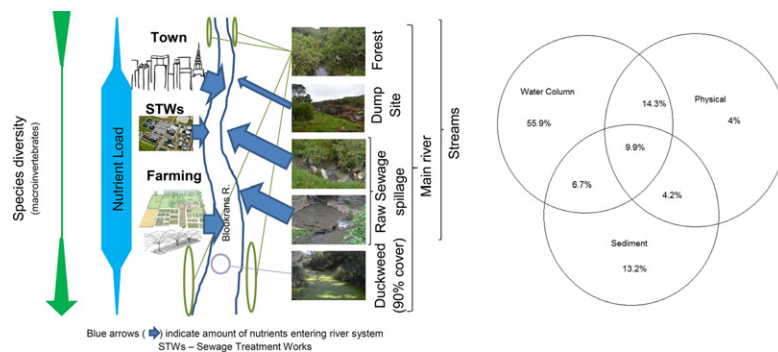 Species diversity
(macroinvertebrates)
Nutrient Load
Town
STWs
Farming
Bloukrans R.
Forest
Dump
Site
Raw Sewage
spillage
Duckweed
(90% cover)
Main river
Streams
Blue arrows ( ) indicate amount of nutrients entering river system
STWs – Sewage Treatment Works
Water Column
55.9%
14.3%
Physical
4%
9.9%
6.7%
4.2%
Sediment
13.2%